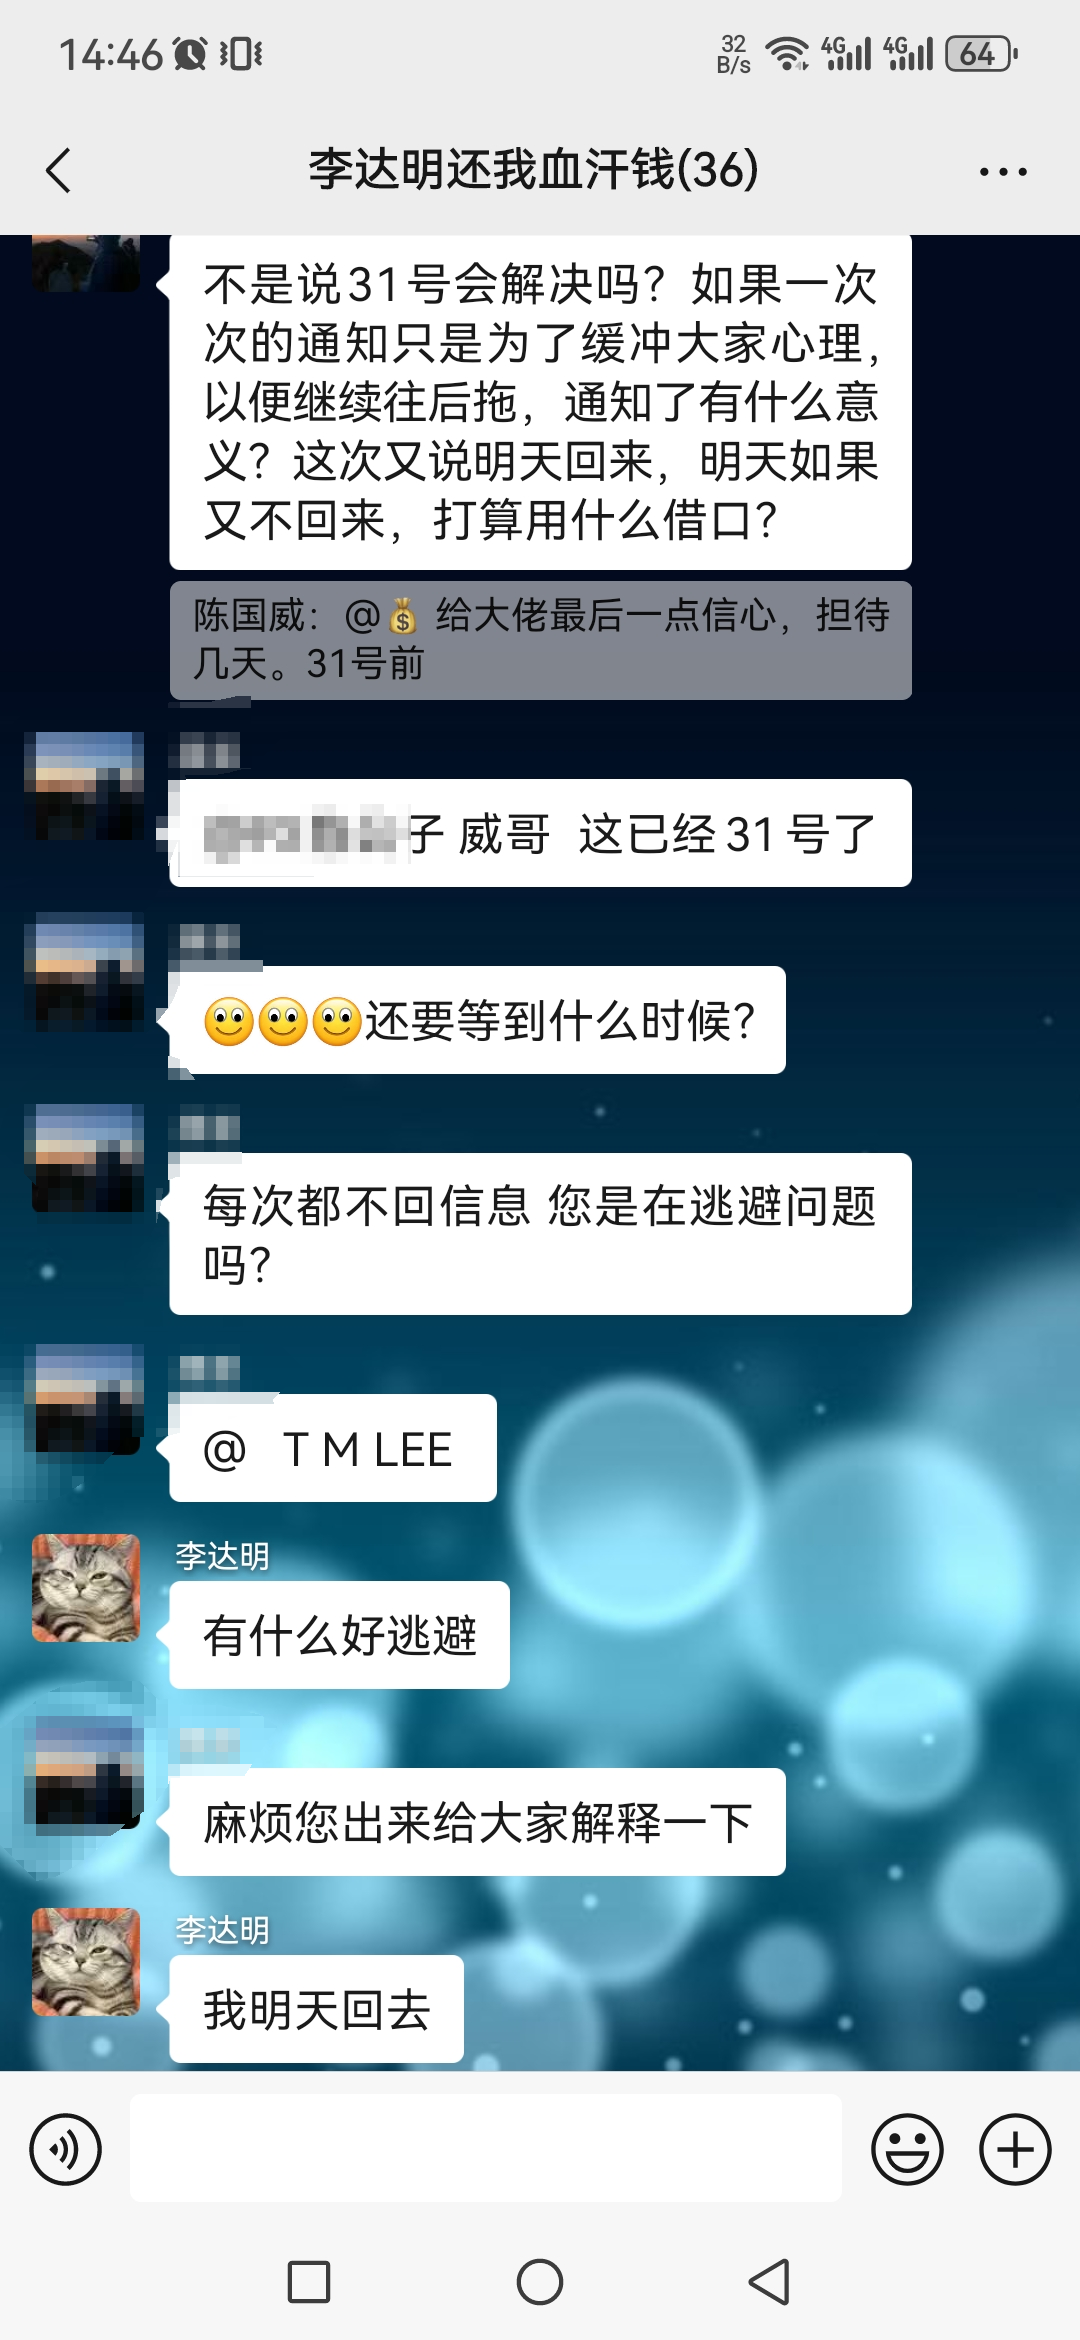 14:46
32
B/s
4G
4G
64
李达明还我血汗钱(36)
不是说31号会解决吗？如果一次
次的通知只是为了缓冲大家心理，
以便继续往后拖，通知了有什么意
义？这次又说明天回来，明天如果
又不回来，打算用什么借口？
陈国威：@💰 给大佬最后一点信心，担待
几天。31号前
子 威哥 这已经31号了
还要等到什么时候？
每次都不回信息 您是在逃避问题
吗？
@ T M LEE
李达明
有什么好逃避
麻烦您出来给大家解释一下
李达明
我明天回去